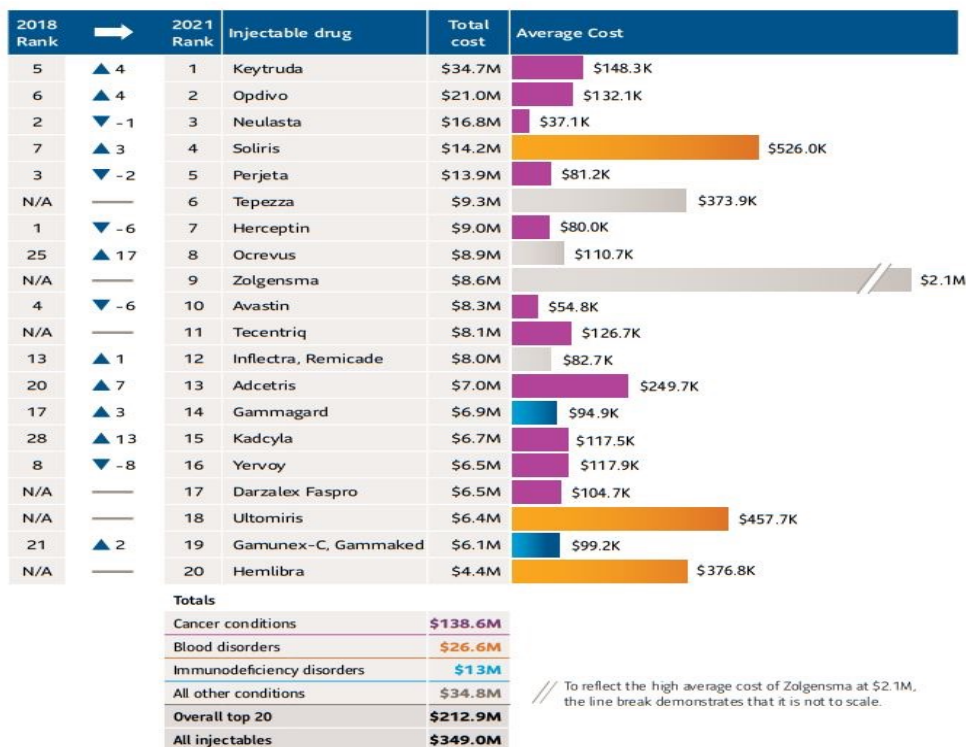 2018 Rank 2021 Rank Injectable drug Total cost Average Cost
5 4 1 Keytruda $34.7M $148.3K
6 4 2 Opdivo $21.0M $132.1K
2 -1 3 Neulasta $16.8M $37.1K
7 3 4 Soliris $14.2M $526.0K
3 -2 5 Perjeta $13.9M $81.2K
N/A 6 Tepezza $9.3M $373.9K
1 -6 7 Herceptin $9.0M $80.0K
25 17 8 Ocrevus $8.9M $110.7K
N/A 9 Zolgensma $8.6M $2.1M
4 -6 10 Avastin $8.3M $54.8K
N/A 11 Tecentriq $8.1M $126.7K
13 1 12 Inflectra, Remicade $8.0M $82.7K
20 7 13 Adcetris $7.0M $249.7K
17 3 14 Gammagard $6.9M $94.9K
28 13 15 Kadcyla $6.7M $117.5K
8 -8 16 Yervoy $6.5M $117.9K
N/A 17 Darzalex Faspro $6.5M $104.7K
N/A 18 Ultomiris $6.4M $457.7K
21 2 19 Gamunex-C, Gammaked $6.1M $99.2K
N/A 20 Hemlibra $4.4M $376.8K
Totals
Cancer conditions $138.6M
Blood disorders $26.6M
Immunodeficiency disorders $13M
All other conditions $34.8M
Overall top 20 $212.9M
All injectables $349.0M
To reflect the high average cost of Zolgensma at $2.1M,
the line break demonstrates that it is not to scale.